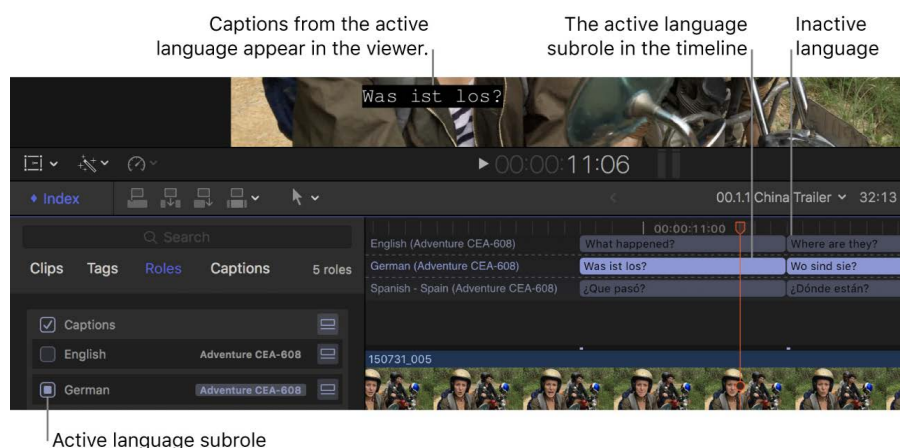 Captions from the active
language appear in the viewer.
The active language
subrole in the timeline
Inactive
language
Was ist los?
00:00:11:06
Index
00.1.1 China Trailer
32:13
Search
00:00:11:00
English (Adventure CEA-608)
What happened?
Where are they?
Clips
Tags
Roles
Captions
5 roles
German (Adventure CEA-608)
Was ist los?
Wo sind sie?
Spanish - Spain (Adventure CEA-608)
¿Que pasó?
¿Dónde están?
Captions
English
Adventure CEA-608
150731_005
German
Adventure CEA-608
Active language subrole